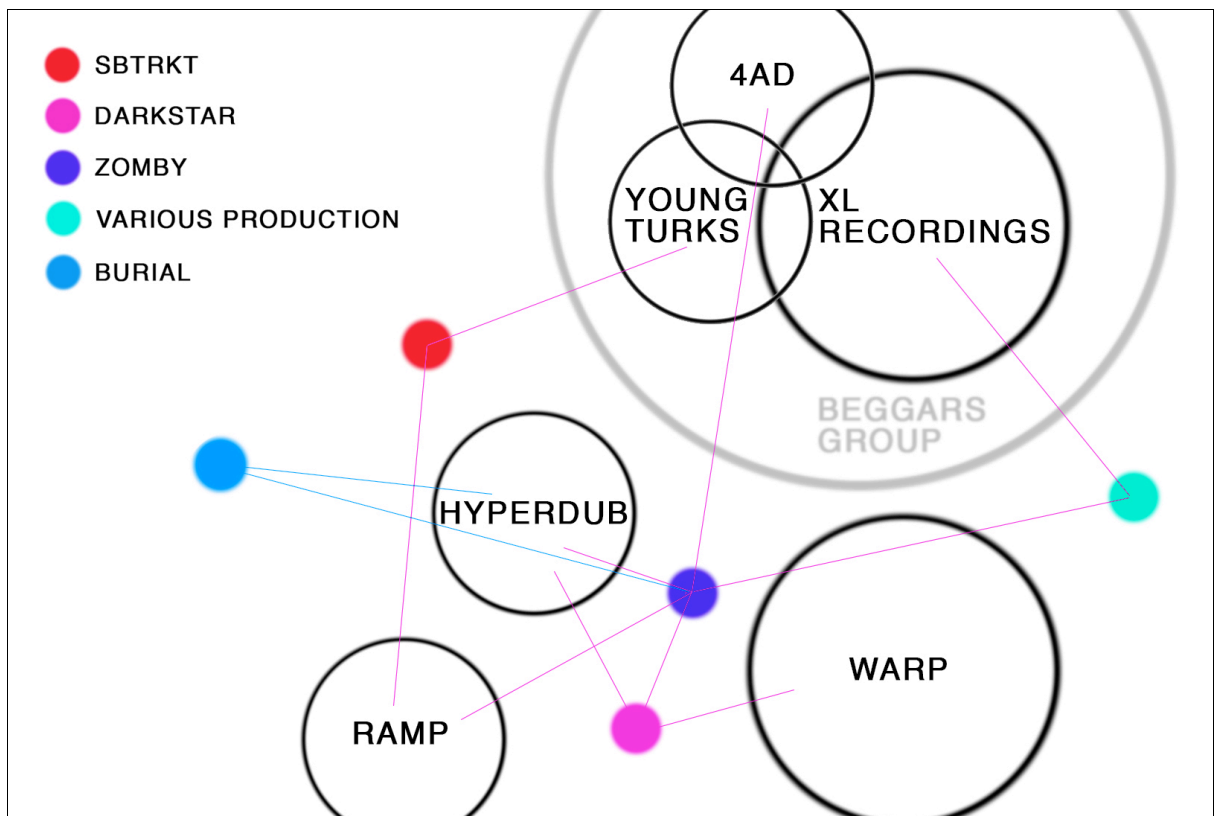 SBTRKT
DARKSTAR
ZOMBY
VARIOUS PRODUCTION
BURIAL
4AD
YOUNG
TURKS
XL
RECORDINGS
BEGGARS
GROUP
HYPERDUB
WARP
RAMP